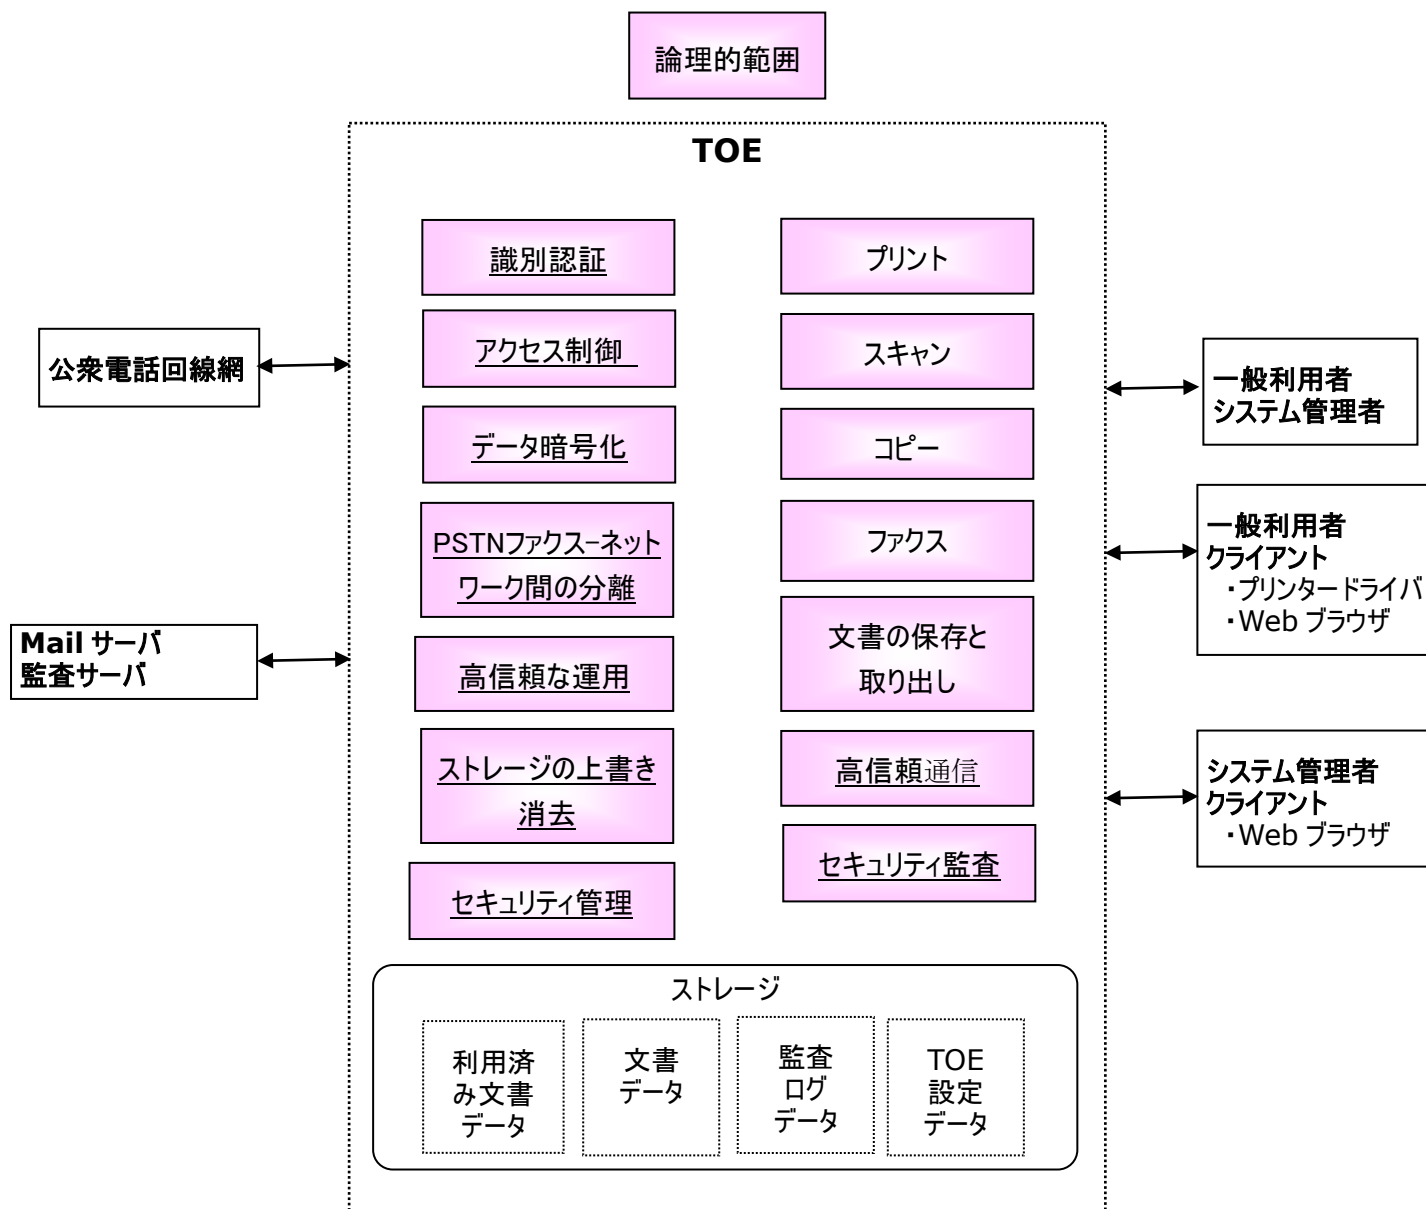 論理的範囲
TOE
識別認証
アクセス制御
データ暗号化
PSTNファクス-ネット
ワーク間の分離
高信頼な運用
ストレージの上書き
消去
セキュリティ管理
プリント
スキャン
コピー
ファクス
文書の保存と
取り出し
高信頼通信
セキュリティ監査
公衆電話回線網
Mail サーバ
監査サーバ
一般利用者
システム管理者
一般利用者
クライアント
・プリンタードライバ
・Web ブラウザ
システム管理者
クライアント
・Web ブラウザ
ストレージ
利用済
み文書
データ
文書
データ
監査
ログ
データ
TOE
設定
データ